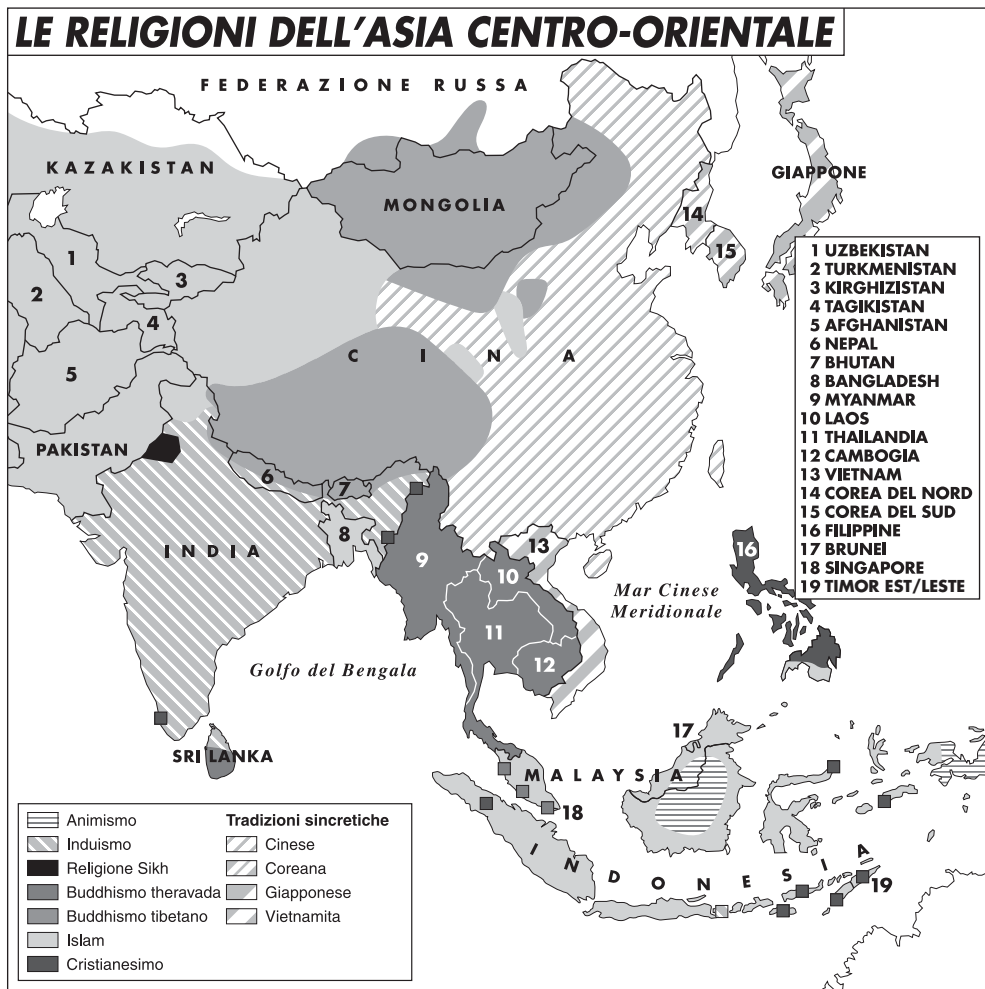 LE RELIGIONI DELL'ASIA CENTRO-ORIENTALE
FEDERAZIONE RUSSA
KAZAKISTAN
MONGOLIA
GIAPPONE
14
15
1
2
3
4
5
CINA
PAKISTAN
6
7
8
INDIA
9
10
11
12
13
16
Mar Cinese
Meridionale
Golfo del Bengala
SRI LANKA
17
MALAYSIA
18
INDONESIA
19
1 UZBEKISTAN
2 TURKMENISTAN
3 KIRGHIZISTAN
4 TAGIKISTAN
5 AFGHANISTAN
6 NEPAL
7 BHUTAN
8 BANGLADESH
9 MYANMAR
10 LAOS
11 THAILANDIA
12 CAMBOGIA
13 VIETNAM
14 COREA DEL NORD
15 COREA DEL SUD
16 FILIPPINE
17 BRUNEI
18 SINGAPORE
19 TIMOR EST/LESTE
Animismo
Induismo
Religione Sikh
Buddhismo theravada
Buddhismo tibetano
Islam
Cristianesimo
Tradizioni sincretiche
Cinese
Coreana
Giapponese
Vietnamita